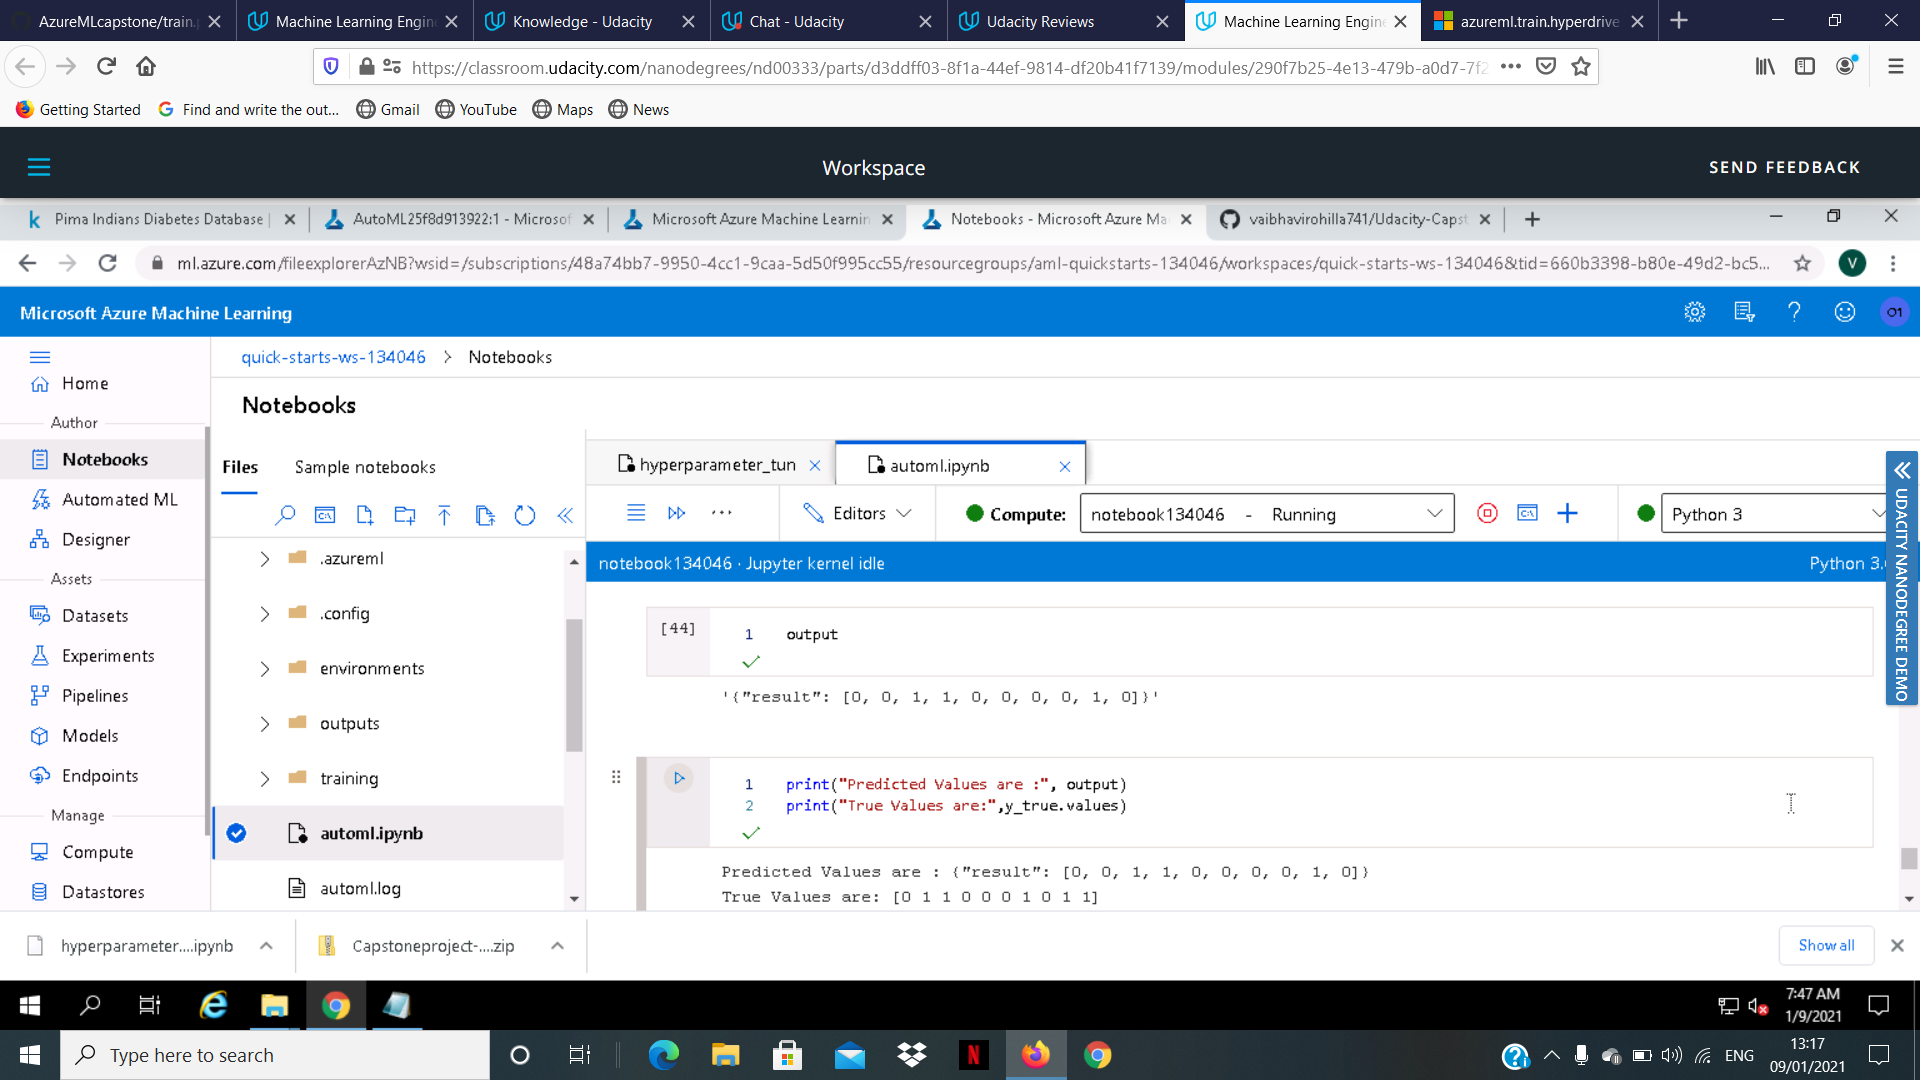 AzureMLcapstone/train.p
Machine Learning Engine
Knowledge - Udacity
Chat - Udacity
Udacity Reviews
Machine Learning Engine
azureml.train.hyperdrive
https://classroom.udacity.com/nanodegrees/nd00333/parts/d3ddff03-8f1a-44ef-9814-df20b41f7139/modules/290f7b25-4e13-479b-a0d7-7f2
Getting Started
Find and write the out...
Gmail
YouTube
Maps
News
Workspace
SEND FEEDBACK
Pima Indians Diabetes Database |
AutoML25f8d913922:1 - Microsof
Microsoft Azure Machine Learnin
Notebooks - Microsoft Azure Ma
vaibhavirohilla741/Udacity-Capst
ml.azure.com/fileexplorerAzNB?wsid=/subscriptions/48a74bb7-9950-4cc1-9caa-5d50f995cc55/resourcegroups/aml-quickstarts-134046/workspaces/quick-starts-ws-134046&tid=660b3398-b80e-49d2-bc5...
V
Microsoft Azure Machine Learning
O1
quick-starts-ws-134046 > Notebooks
Home
Author
Notebooks
Automated ML
Designer
Assets
Datasets
Experiments
Pipelines
Models
Endpoints
Manage
Compute
Datastores
Notebooks
Files
Sample notebooks
.azureml
.config
environments
outputs
training
automl.ipynb
automl.log
hyperparameter_tun
automl.ipynb
Editors
Compute:
notebook134046 - Running
Python 3
notebook134046 · Jupyter kernel idle
Python 3.
UDACITY NANODEGREE DEMO
[44]
1 output
'{"result": [0, 0, 1, 1, 0, 0, 0, 0, 1, 0]}'
1 print("Predicted Values are :", output)
2 print("True Values are:",y_true.values)
Predicted Values are : {"result": [0, 0, 1, 1, 0, 0, 0, 0, 1, 0]}
True Values are: [0 1 1 0 0 0 1 0 1 1]
hyperparameter....ipynb
Capstoneproject-....zip
Show all
7:47 AM
1/9/2021
Type here to search
ENG
13:17
09/01/2021